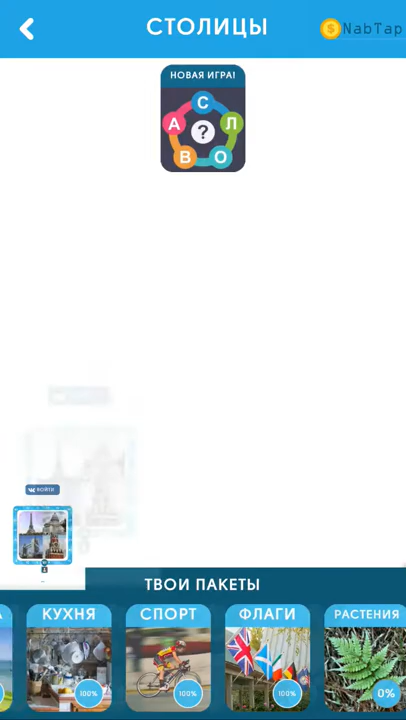 СТОЛИЦЫ
NabTap
НОВАЯ ИГРА!
С
А
Л
?
В
О
ВОЙТИ
ТВОИ ПАКЕТЫ
А КУХНЯ СПОРТ ФЛАГИ РАСТЕНИЯ
100% 100% 100% 0%